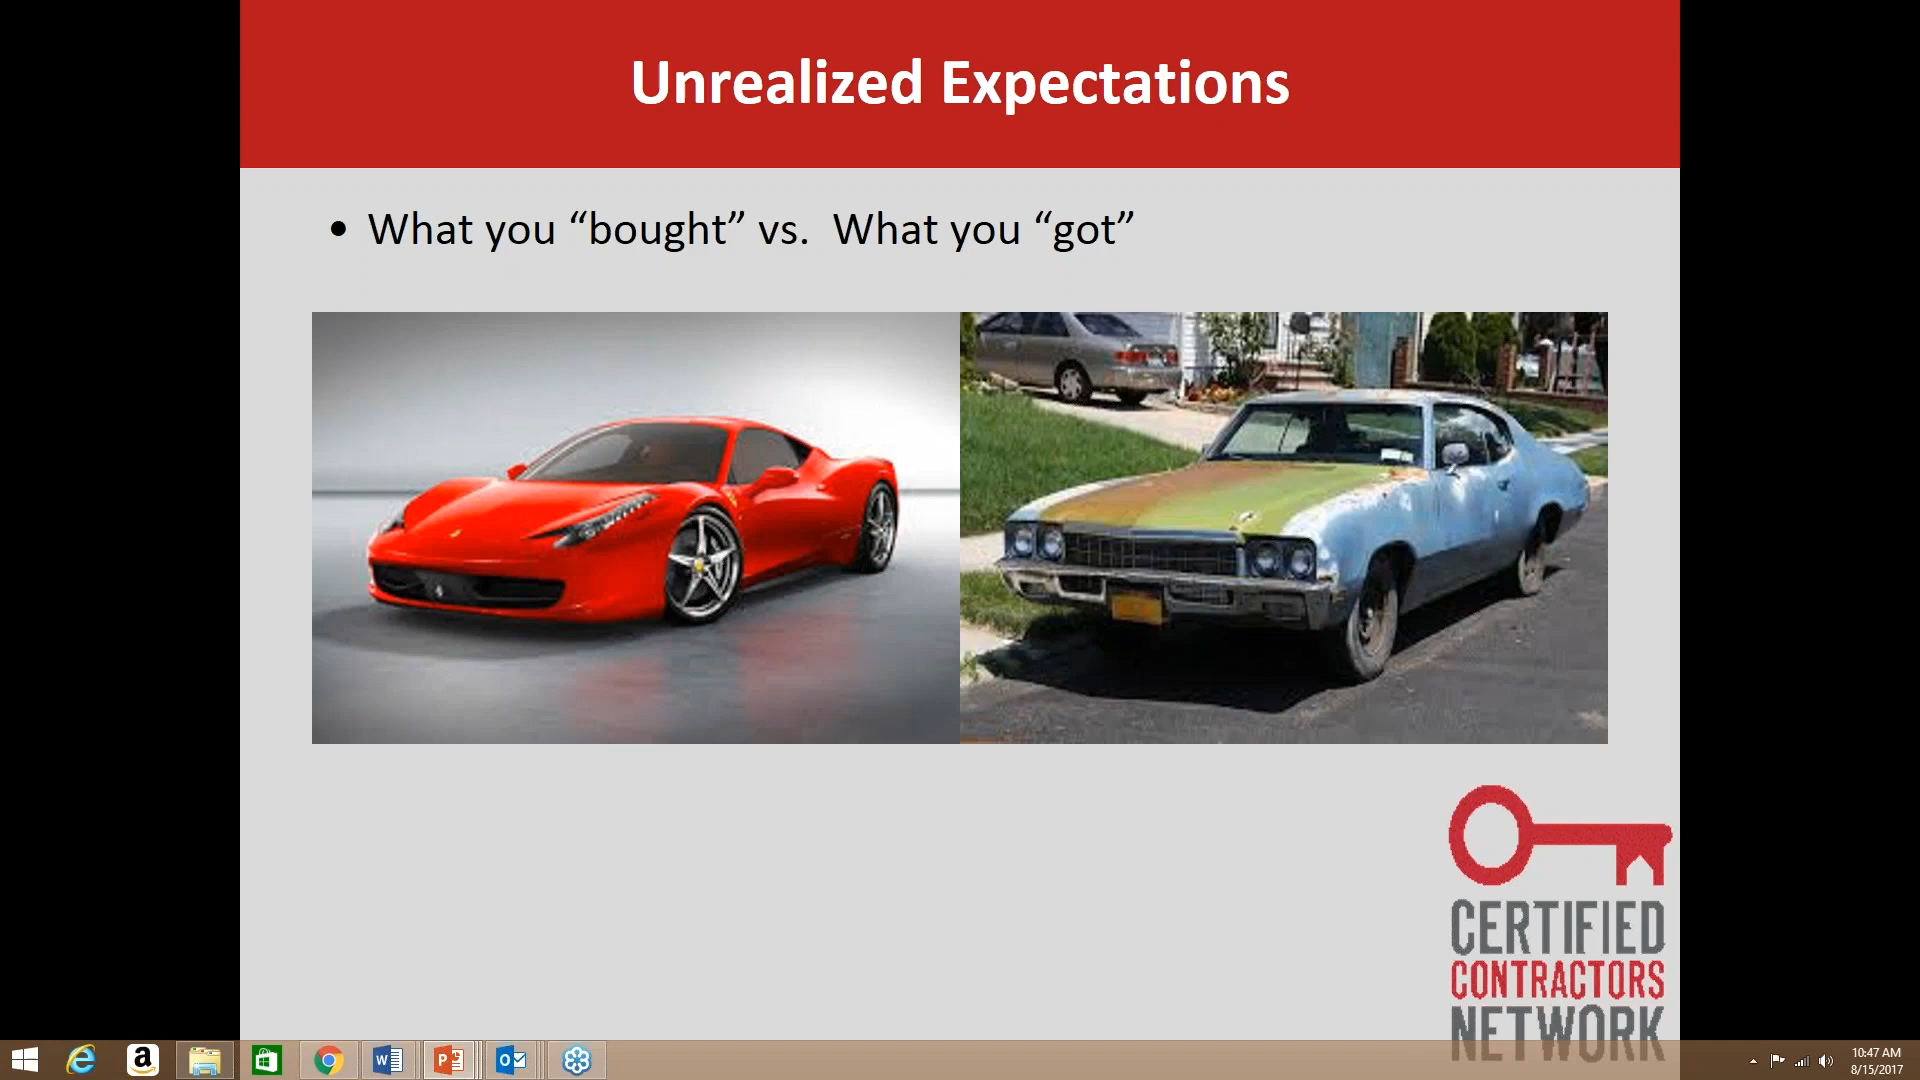 Unrealized Expectations
• What you “bought” vs.  What you “got”
CERTIFIED
CONTRACTORS
NETWORK
10:47 AM
8/15/2017